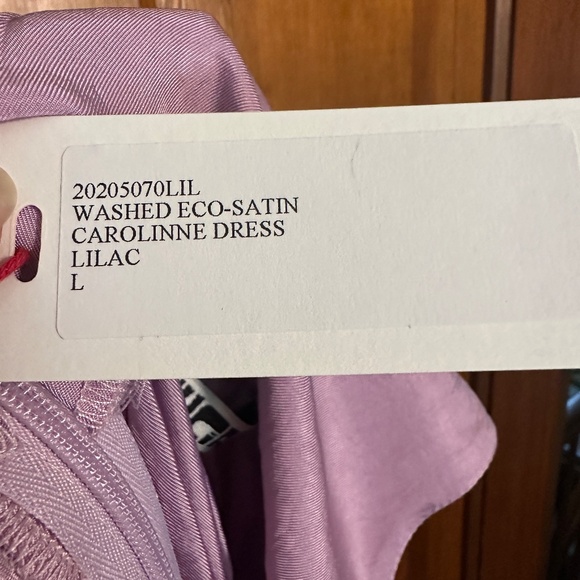 20205070LIL
WASHED ECO-SATIN
CAROLINNE DRESS
LILAC
L